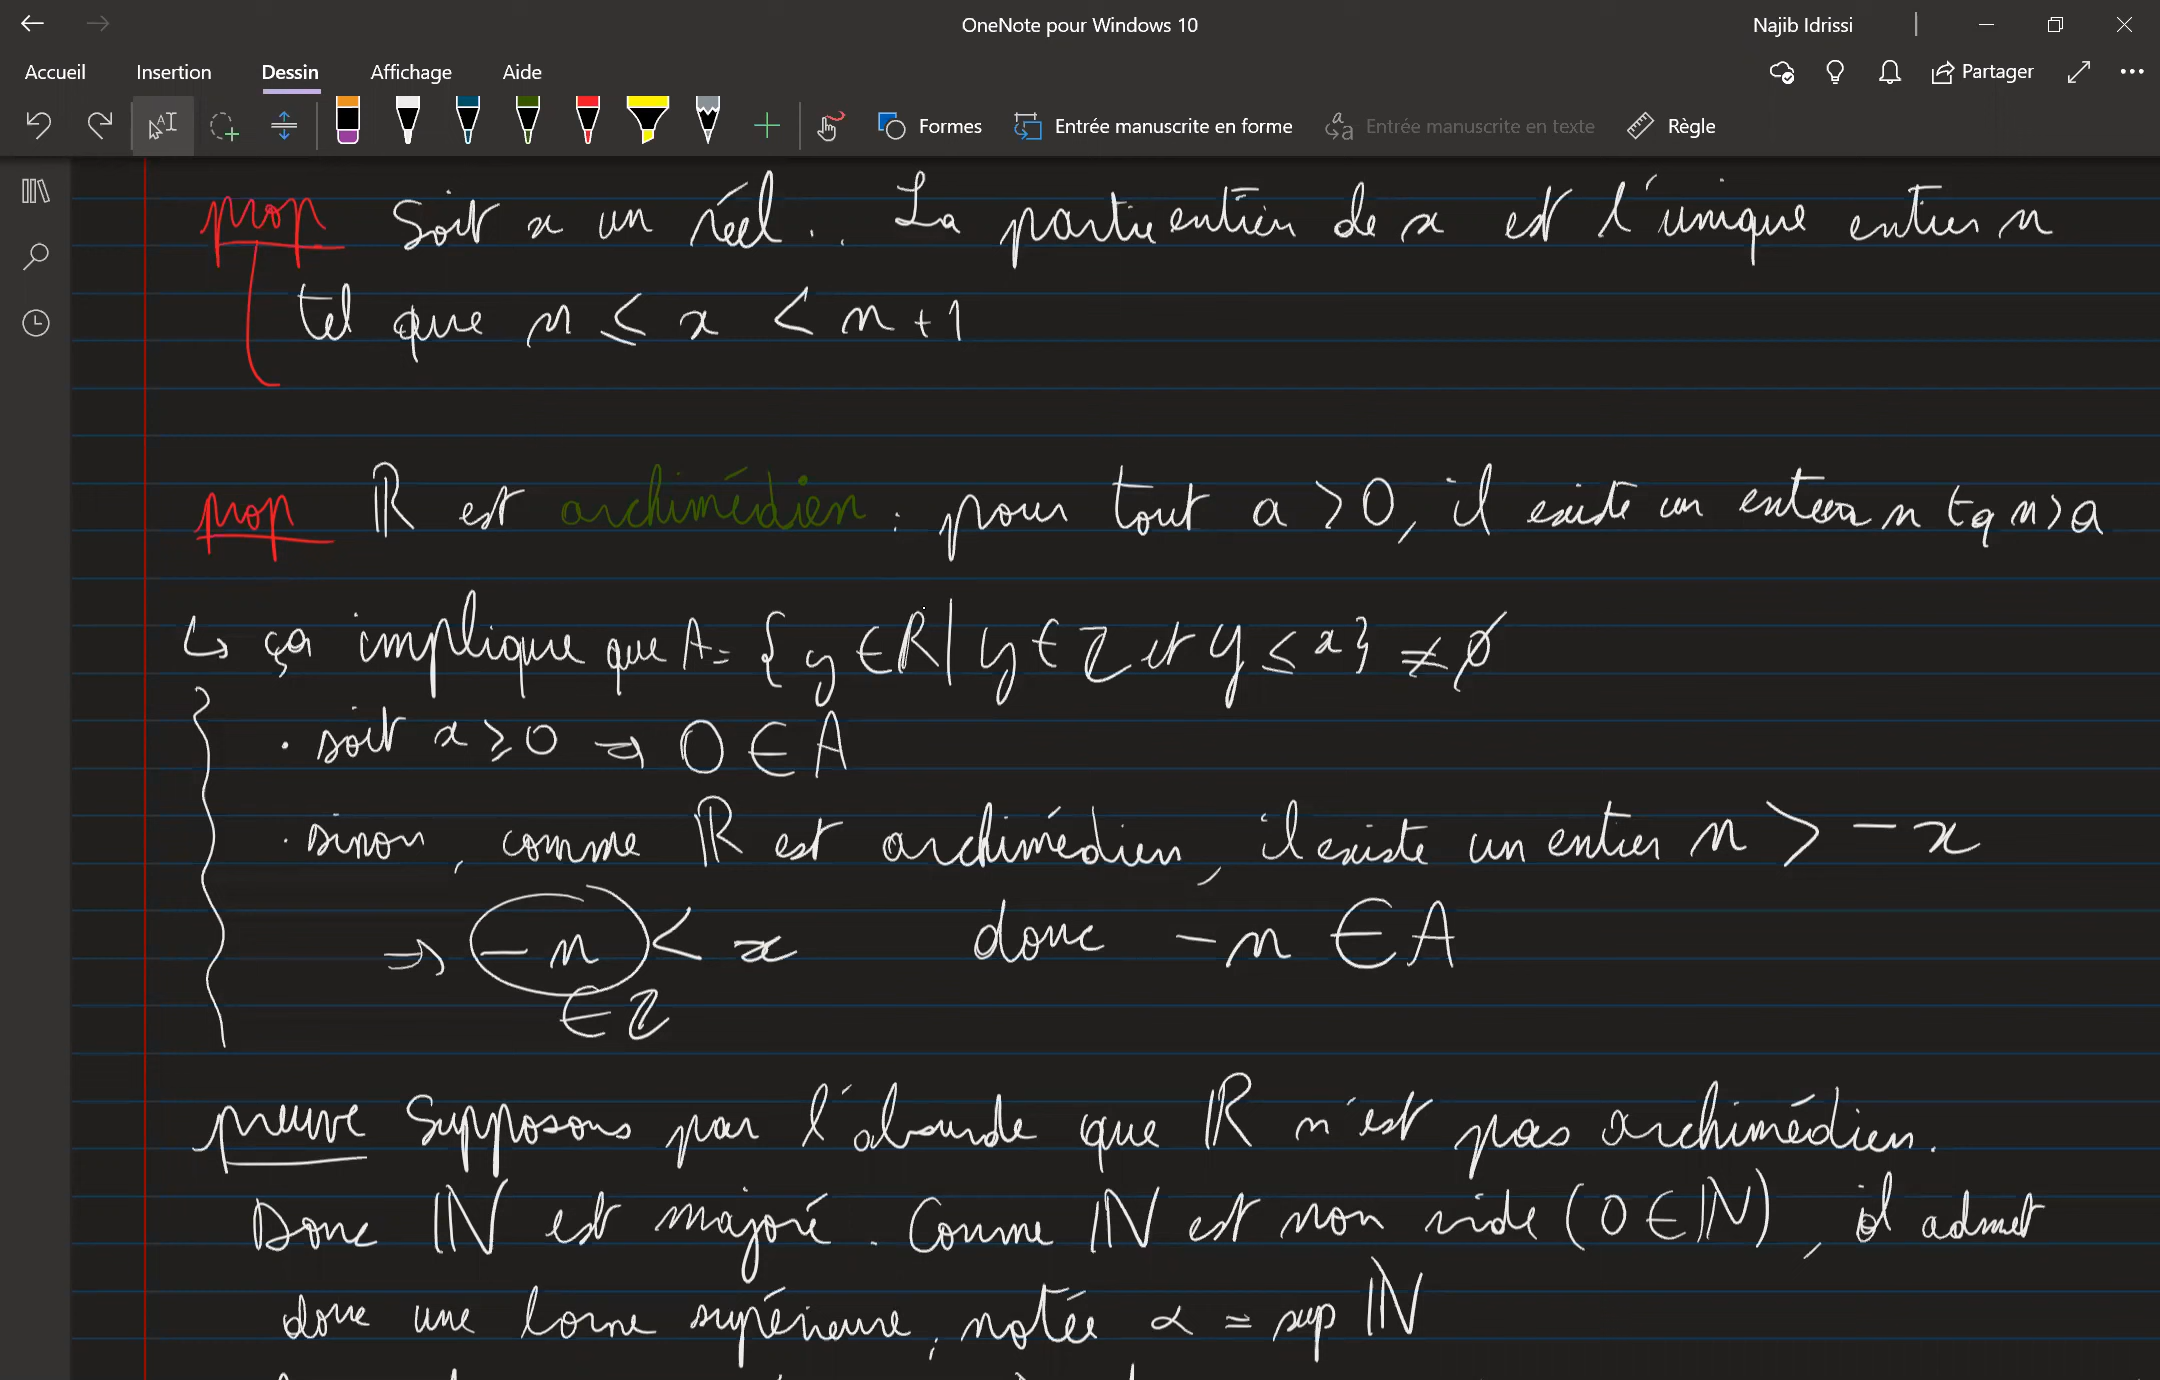 OneNote pour Windows 10
Najib Idrissi
Accueil Insertion Dessin Affichage Aide
Partager
Formes Entrée manuscrite en forme Entrée manuscrite en texte Règle
prop Soit x un réel. La partie entière de x est l'unique entier n
tel que n ≤ x < n+1
prop ℝ est archimédien : pour tout a > 0, il existe un entier n tq n > a
↳ ça implique que A = { y ∈ ℝ | y ∈ ℤ et y ≤ x } ≠ ∅
· soit x ≥ 0 ⇒ 0 ∈ A
· sinon, comme ℝ est archimédien, il existe un entier n > -x
→ -n < x donc -n ∈ A
∈ ℤ
preuve Supposons par l'absurde que ℝ n'est pas archimédien.
Donc ℕ est majoré. Comme ℕ est non vide (0 ∈ ℕ), il admet
donc une borne supérieure, notée α = sup ℕ